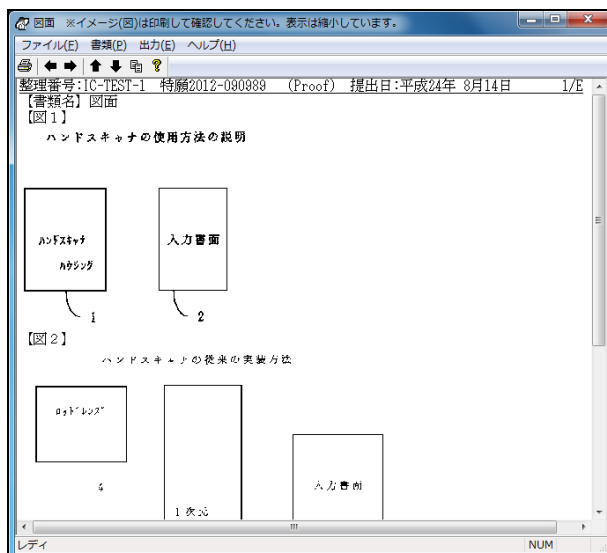 図面　※イメージ(図)は印刷して確認してください。表示は縮小しています。
ファイル(F)　書類(P)　出力(E)　ヘルプ(H)
整理番号:IC-TEST-1　特願2012-090989　(Proof)　提出日:平成24年 8月14日　1/E
【書類名】図面
【図１】
ハンドスキャナの使用方法の説明
ﾊﾝﾄﾞｽｷｬﾅ　入力書面
ﾊｳｼﾞﾝｸﾞ
1　2
【図２】
ハンドスキャナの従来の実装方法
ﾛｯﾄﾞﾚﾝｽﾞ
入力書面
1次元
レディ　NUM